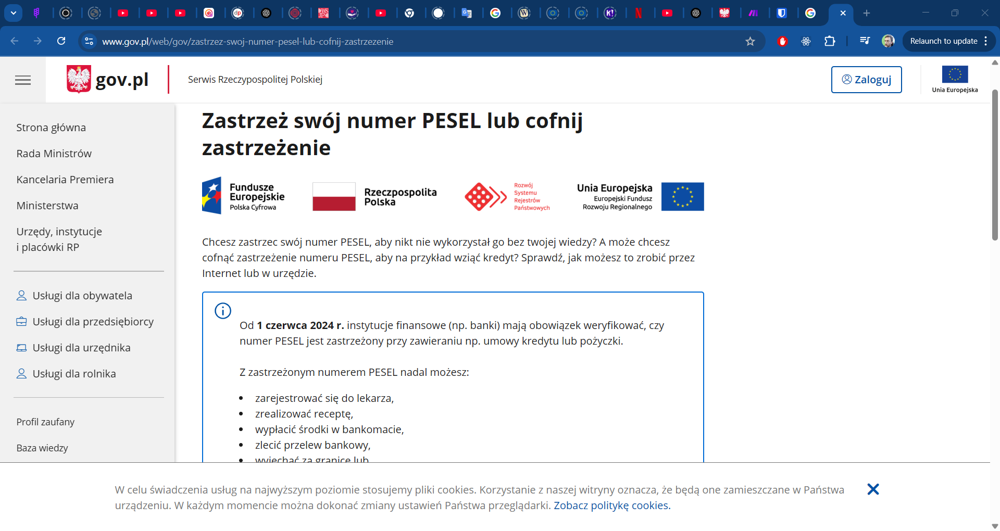 www.gov.pl/web/gov/zastrzez-swoj-numer-pesel-lub-cofnij-zastrzezenie
Relaunch to update
gov.pl
Serwis Rzeczypospolitej Polskiej
Zaloguj
Unia Europejska
Strona główna
Rada Ministrów
Kancelaria Premiera
Ministerstwa
Urzędy, instytucje
i placówki RP
Usługi dla obywatela
Usługi dla przedsiębiorcy
Usługi dla urzędnika
Usługi dla rolnika
Profil zaufany
Baza wiedzy
Zastrzeż swój numer PESEL lub cofnij
zastrzeżenie
Fundusze
Europejskie
Polska Cyfrowa
Rzeczpospolita
Polska
Rozwój
Systemu
Rejestrów
Państwowych
Unia Europejska
Europejski Fundusz
Rozwoju Regionalnego
Chcesz zastrzec swój numer PESEL, aby nikt nie wykorzystał go bez twojej wiedzy? A może chcesz
cofnąć zastrzeżenie numeru PESEL, aby na przykład wziąć kredyt? Sprawdź, jak możesz to zrobić przez
Internet lub w urzędzie.
Od 1 czerwca 2024 r. instytucje finansowe (np. banki) mają obowiązek weryfikować, czy
numer PESEL jest zastrzeżony przy zawieraniu np. umowy kredytu lub pożyczki.
Z zastrzeżonym numerem PESEL nadal możesz:
• zarejestrować się do lekarza,
• zrealizować receptę,
• wypłacić środki w bankomacie,
• zlecić przelew bankowy,
• wyjechać za granicę lub
W celu świadczenia usług na najwyższym poziomie stosujemy pliki cookies. Korzystanie z naszej witryny oznacza, że będą one zamieszczane w Państwa
urządzeniu. W każdym momencie można dokonać zmiany ustawień Państwa przeglądarki. Zobacz politykę cookies.